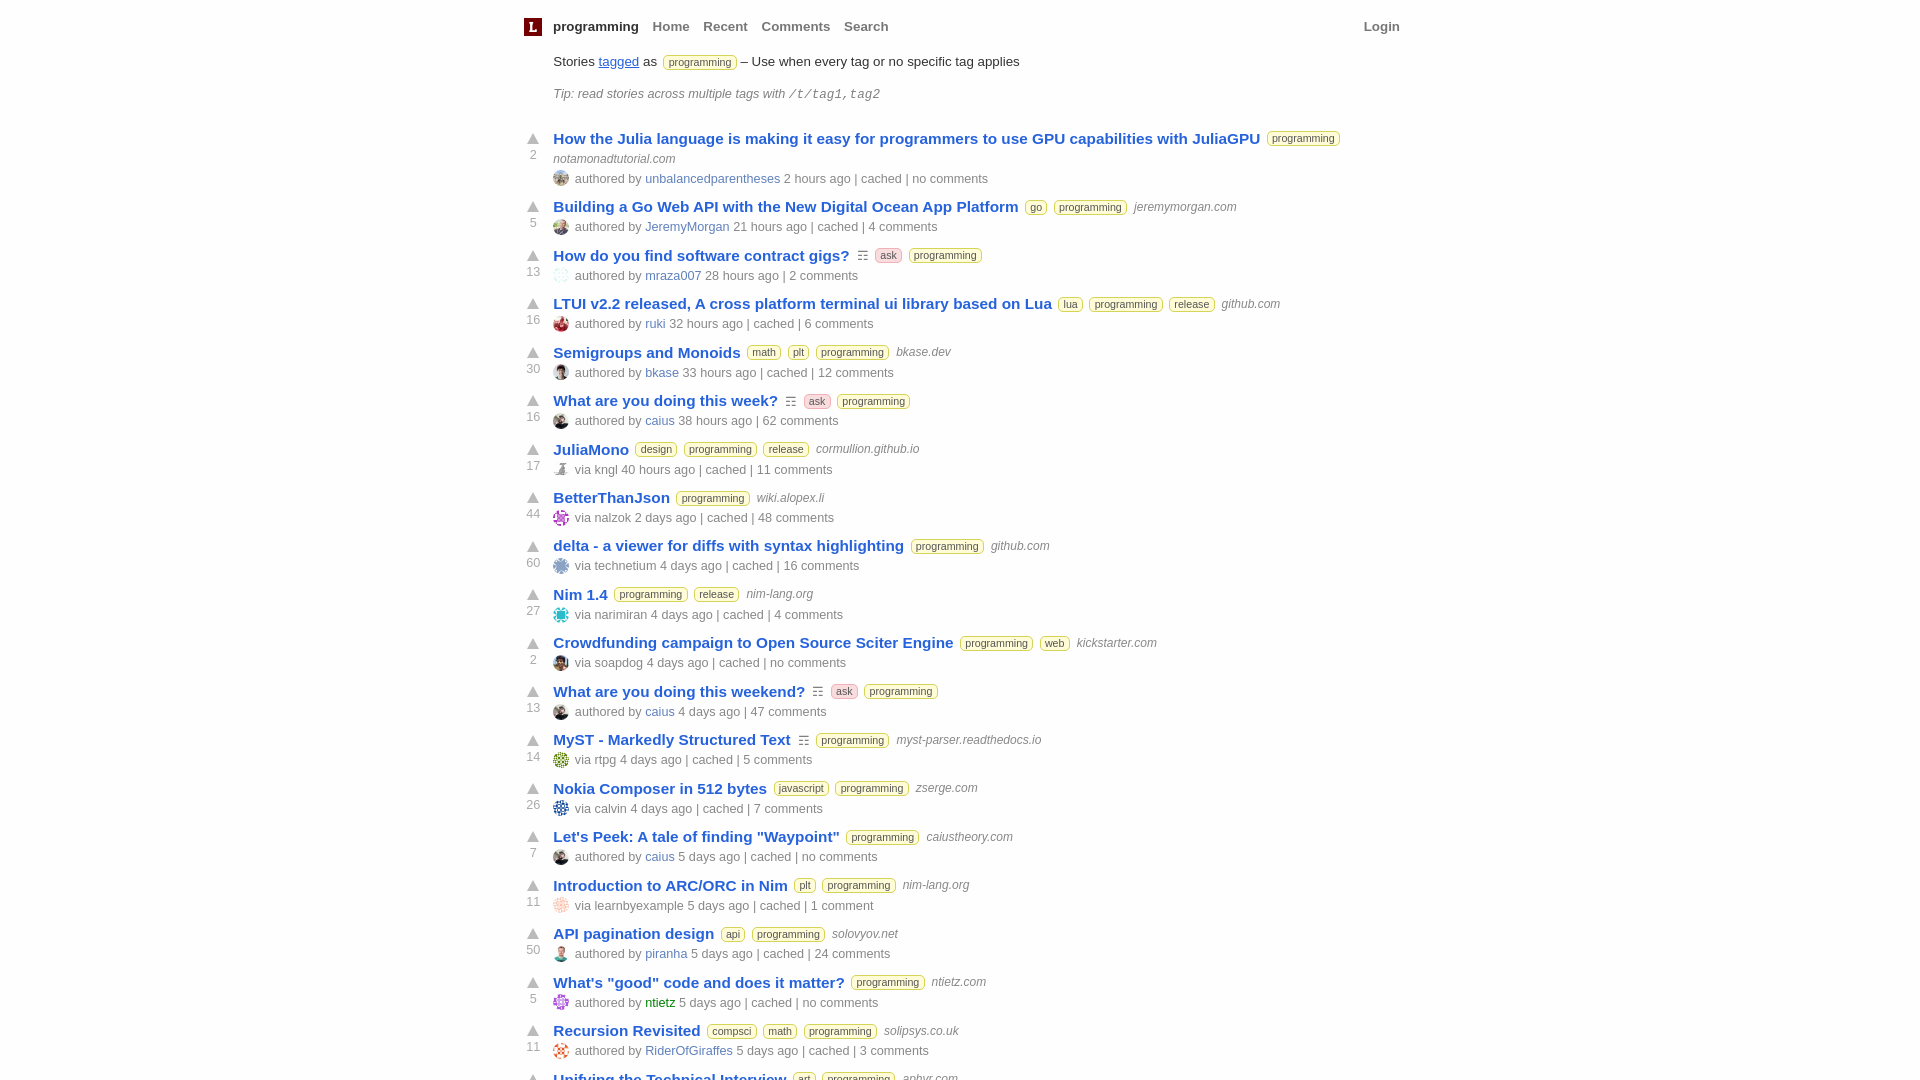 L programming Home Recent Comments Search Login
Stories tagged as programming – Use when every tag or no specific tag applies
Tip: read stories across multiple tags with /t/tag1,tag2
How the Julia language is making it easy for programmers to use GPU capabilities with JuliaGPU programming
2 notamonadtutorial.com
authored by unbalancedparentheses 2 hours ago | cached | no comments
Building a Go Web API with the New Digital Ocean App Platform go programming jeremymorgan.com
5 authored by JeremyMorgan 21 hours ago | cached | 4 comments
How do you find software contract gigs? ☶ ask programming
13 authored by mraza007 28 hours ago | 2 comments
LTUI v2.2 released, A cross platform terminal ui library based on Lua lua programming release github.com
16 authored by ruki 32 hours ago | cached | 6 comments
Semigroups and Monoids math plt programming bkase.dev
30 authored by bkase 33 hours ago | cached | 12 comments
What are you doing this week? ☶ ask programming
16 authored by caius 38 hours ago | 62 comments
JuliaMono design programming release cormullion.github.io
17 via kngl 40 hours ago | cached | 11 comments
BetterThanJson programming wiki.alopex.li
44 via nalzok 2 days ago | cached | 48 comments
delta - a viewer for diffs with syntax highlighting programming github.com
60 via technetium 4 days ago | cached | 16 comments
Nim 1.4 programming release nim-lang.org
27 via narimiran 4 days ago | cached | 4 comments
Crowdfunding campaign to Open Source Sciter Engine programming web kickstarter.com
2 via soapdog 4 days ago | cached | no comments
What are you doing this weekend? ☶ ask programming
13 authored by caius 4 days ago | 47 comments
MyST - Markedly Structured Text ☶ programming myst-parser.readthedocs.io
14 via rtpg 4 days ago | cached | 5 comments
Nokia Composer in 512 bytes javascript programming zserge.com
26 via calvin 4 days ago | cached | 7 comments
Let's Peek: A tale of finding "Waypoint" programming caiustheory.com
7 authored by caius 5 days ago | cached | no comments
Introduction to ARC/ORC in Nim plt programming nim-lang.org
11 via learnbyexample 5 days ago | cached | 1 comment
API pagination design api programming solovyov.net
50 authored by piranha 5 days ago | cached | 24 comments
What's "good" code and does it matter? programming ntietz.com
5 authored by ntietz 5 days ago | cached | no comments
Recursion Revisited compsci math programming solipsys.co.uk
11 authored by RiderOfGiraffes 5 days ago | cached | 3 comments
Unifying the Technical Interview art programming aphyr.com